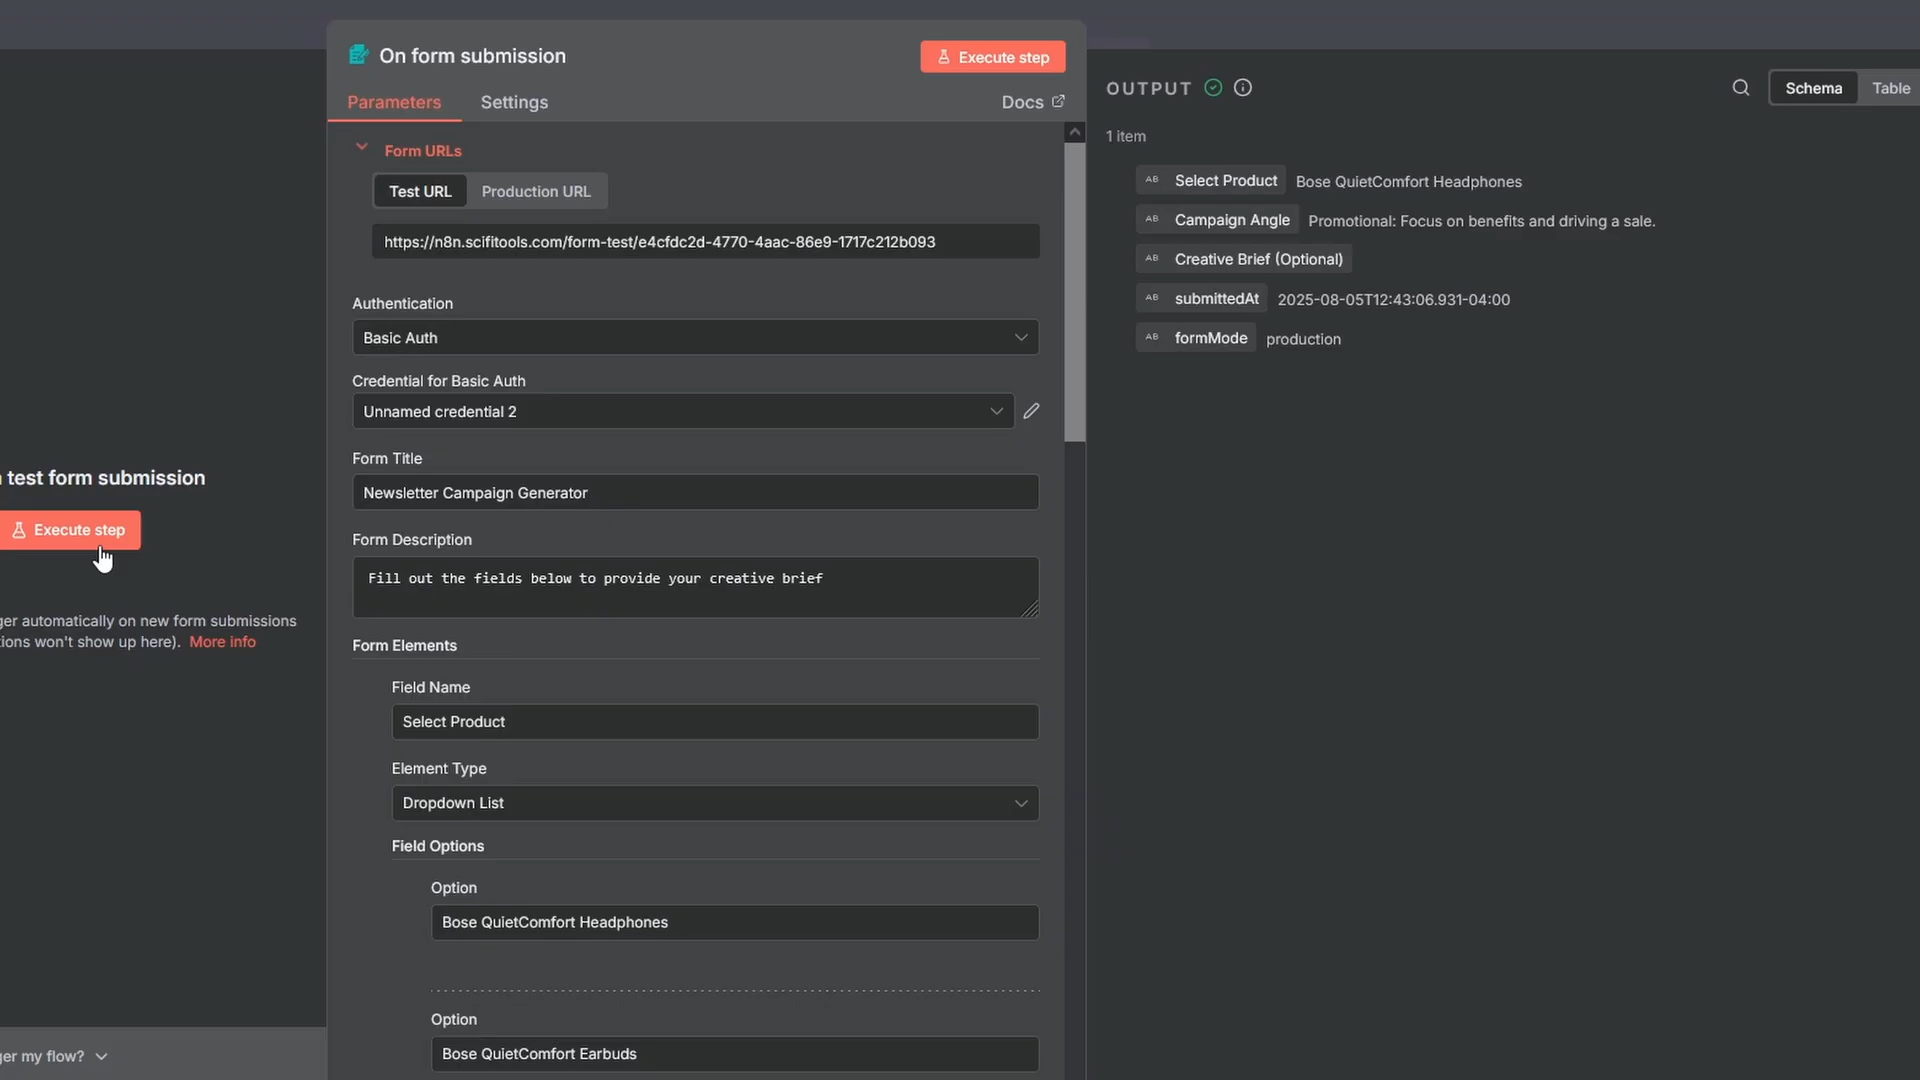 On form submission
Execute step
Parameters
Settings
Docs
Form URLs
Test URL
Production URL
https://n8n.scifitools.com/form-test/e4cfdc2d-4770-4aac-86e9-1717c212b093
Authentication
Basic Auth
Credential for Basic Auth
Unnamed credential 2
Form Title
Newsletter Campaign Generator
Form Description
Fill out the fields below to provide your creative brief
Form Elements
Field Name
Select Product
Element Type
Dropdown List
Field Options
Option
Bose QuietComfort Headphones
Option
Bose QuietComfort Earbuds
test form submission
Execute step
ger automatically on new form submissions
tions won't show up here). More info
ger my flow?
OUTPUT
Schema
Table
1 item
AB Select Product Bose QuietComfort Headphones
AB Campaign Angle Promotional: Focus on benefits and driving a sale.
AB Creative Brief (Optional)
AB submittedAt 2025-08-05T12:43:06.931-04:00
AB formMode production